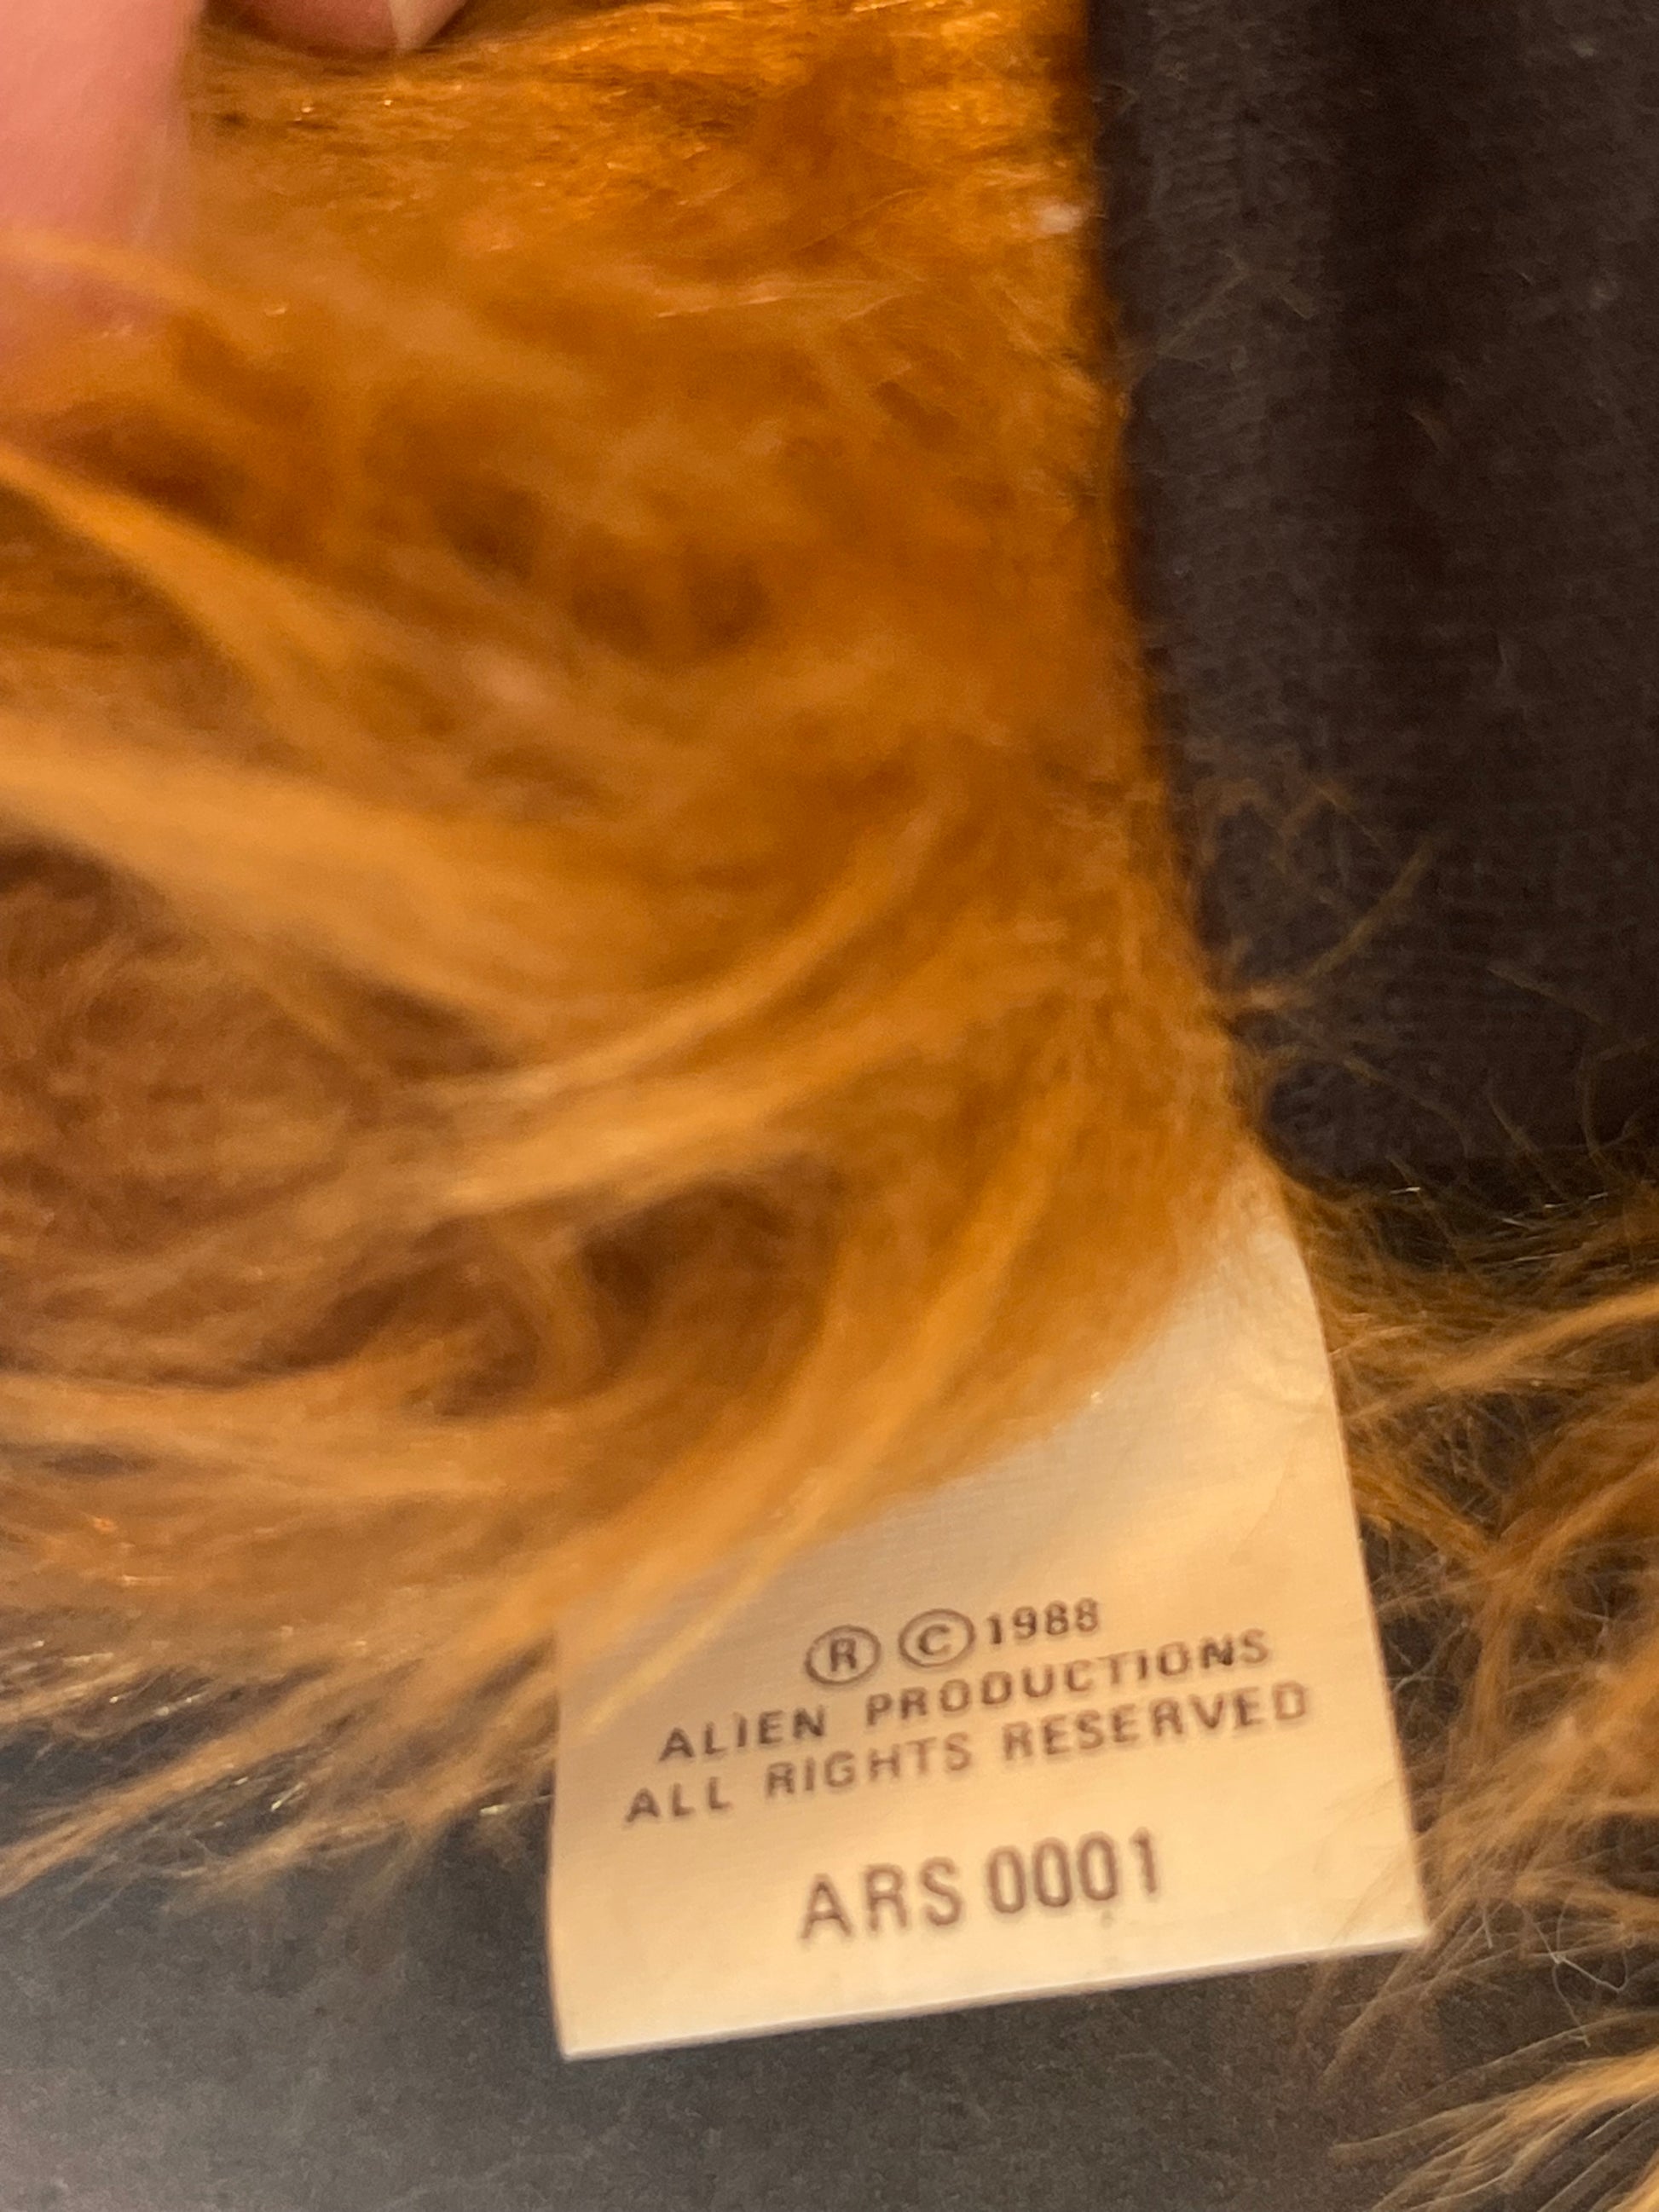 ® ©1988
ALIEN PRODUCTIONS
ALL RIGHTS RESERVED
ARS 0001